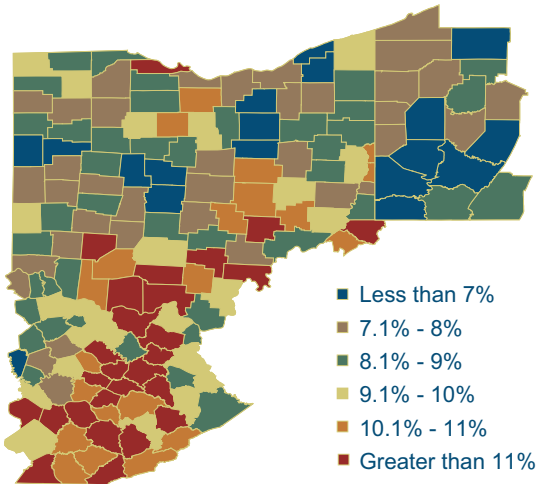 Less than 7%
7.1% - 8%
8.1% - 9%
9.1% - 10%
10.1% - 11%
Greater than 11%